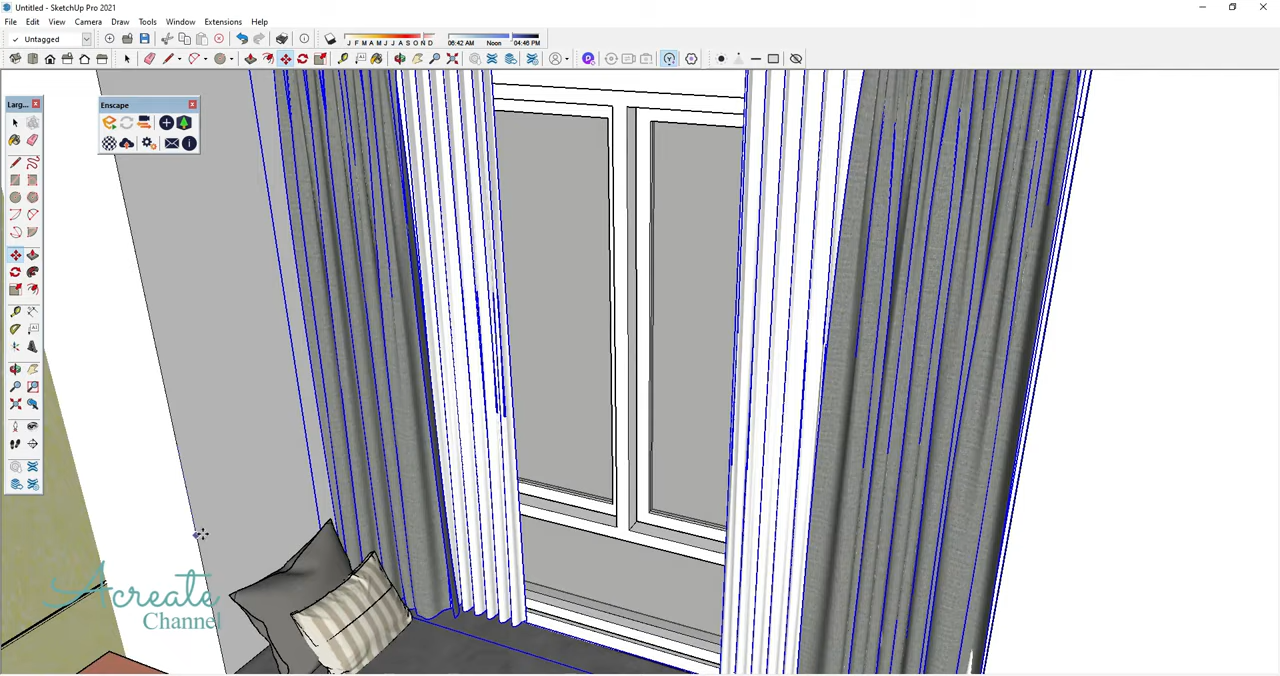 Untitled - SketchUp Pro 2021
File Edit View Camera Draw Tools Window Extensions Help
Untagged
J F M A M J J A S O N D
06:42 AM Noon 04:46 PM
Larg...
Enscape
Acreate
Channel